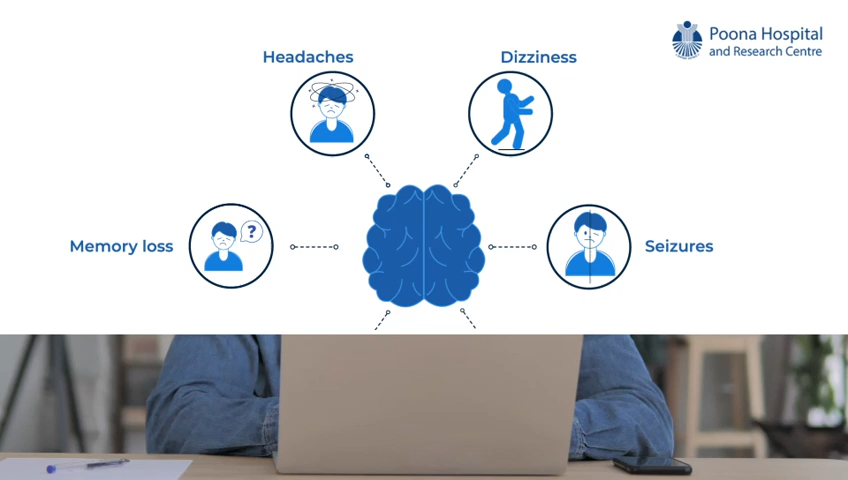 Poona Hospital
and Research Centre
Headaches
Dizziness
?
Memory loss
Seizures